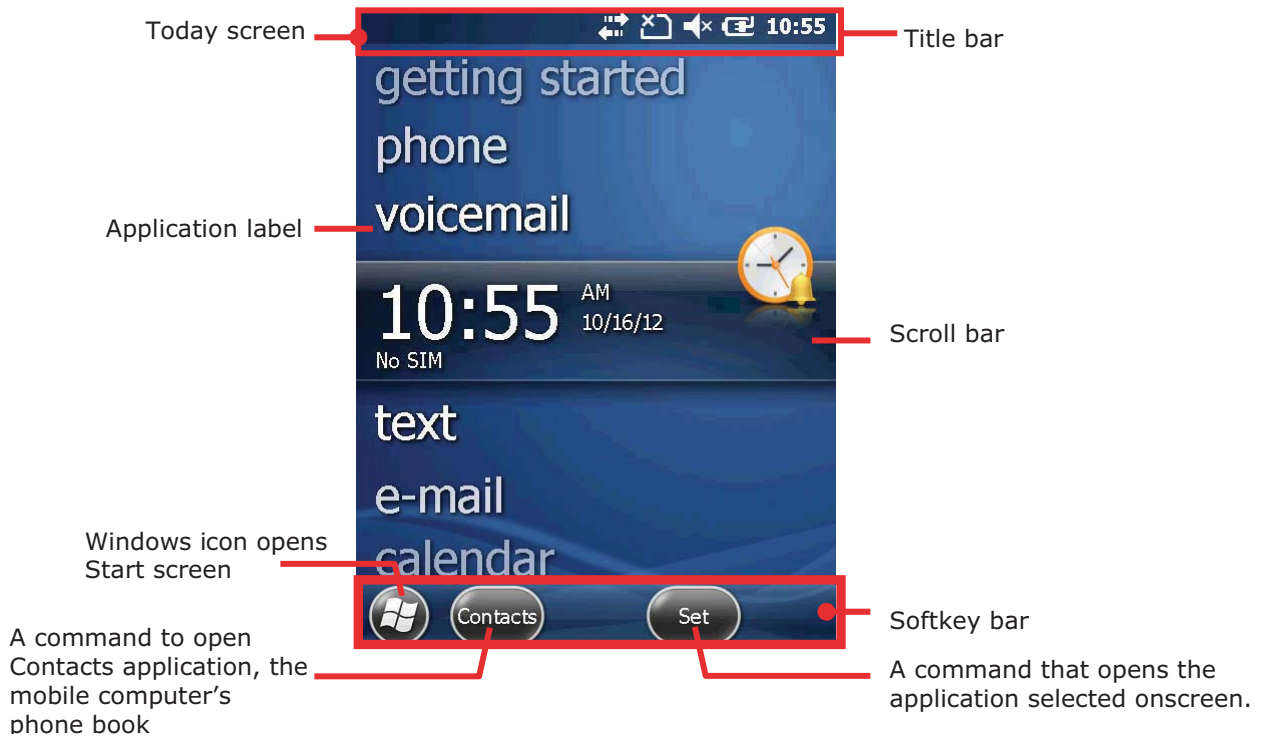 Today screen
10:55
Title bar
getting started
phone
voicemail
Application label
10:55
AM
10/16/12
No SIM
Scroll bar
text
e-mail
calendar
Windows icon opens
Start screen
Contacts
Set
Softkey bar
A command to open
Contacts application, the
mobile computer’s
phone book
A command that opens the
application selected onscreen.